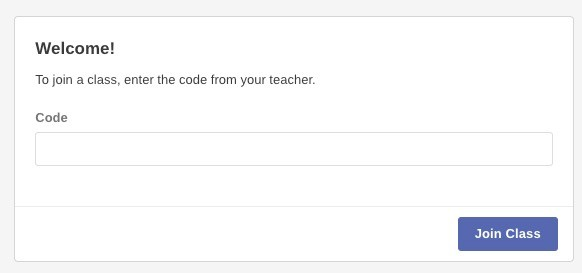 Welcome!
To join a class, enter the code from your teacher.
Code
Join Class